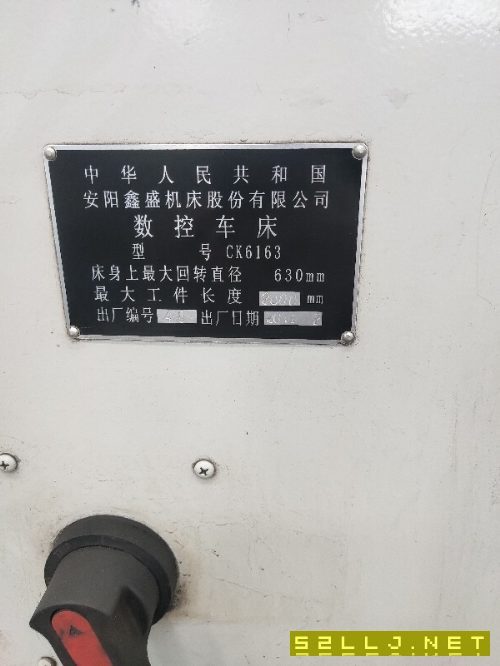 中华人民共和国
安阳鑫盛机床股份有限公司
数控车床
型号 CK6163
床身上最大回转直径 630mm
最大工件长度 mm
出厂编号 出厂日期
52LLJ.NET